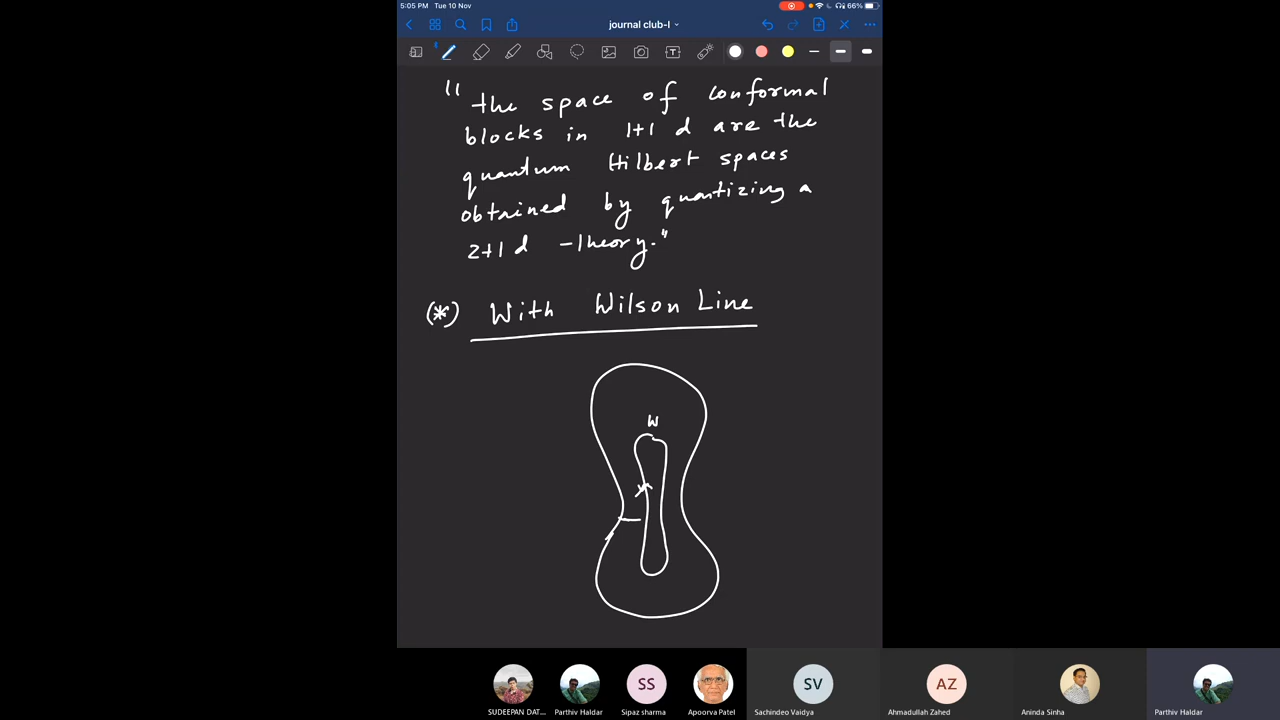 5:05 PM Tue 10 Nov
66%
journal club-I
"the space of conformal
blocks in 1+1 d are the
quantum Hilbert spaces
obtained by quantizing a
2+1 d -Theory."
(*) With Wilson Line
W
SS
SV
AZ
SUDEEPAN DAT...
Parthiv Haldar
Sipaz sharma
Apoorva Patel
Sachindeo Vaidya
Ahmadullah Zahed
Aninda Sinha
Parthiv Haldar